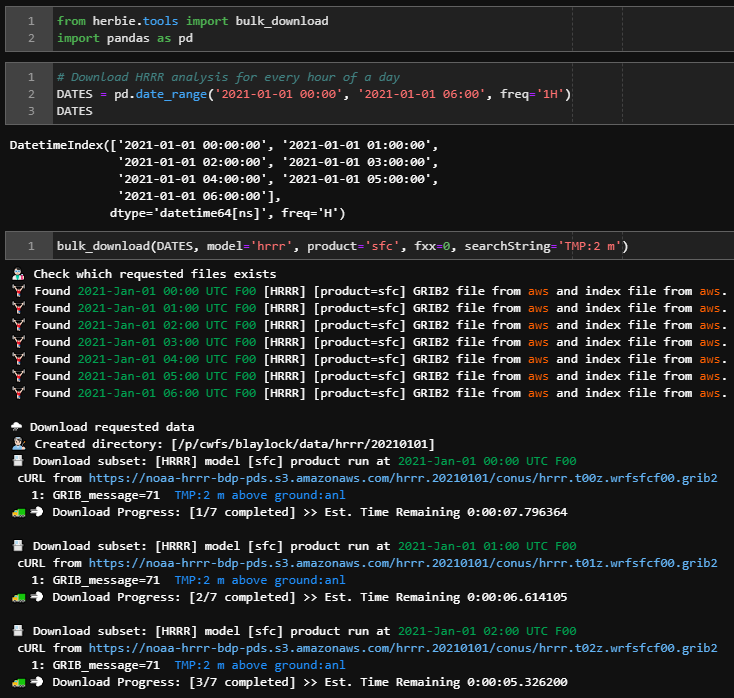 1 from herbie.tools import bulk_download
2 import pandas as pd
1 # Download HRRR analysis for every hour of a day
2 DATES = pd.date_range('2021-01-01 00:00', '2021-01-01 06:00', freq='1H')
3 DATES
DatetimeIndex(['2021-01-01 00:00:00', '2021-01-01 01:00:00',
'2021-01-01 02:00:00', '2021-01-01 03:00:00',
'2021-01-01 04:00:00', '2021-01-01 05:00:00',
'2021-01-01 06:00:00'],
dtype='datetime64[ns]', freq='H')
1 bulk_download(DATES, model='hrrr', product='sfc', fxx=0, searchString='TMP:2 m')
Check which requested files exists
Found 2021-Jan-01 00:00 UTC F00 [HRRR] [product=sfc] GRIB2 file from aws and index file from aws.
Found 2021-Jan-01 01:00 UTC F00 [HRRR] [product=sfc] GRIB2 file from aws and index file from aws.
Found 2021-Jan-01 02:00 UTC F00 [HRRR] [product=sfc] GRIB2 file from aws and index file from aws.
Found 2021-Jan-01 03:00 UTC F00 [HRRR] [product=sfc] GRIB2 file from aws and index file from aws.
Found 2021-Jan-01 04:00 UTC F00 [HRRR] [product=sfc] GRIB2 file from aws and index file from aws.
Found 2021-Jan-01 05:00 UTC F00 [HRRR] [product=sfc] GRIB2 file from aws and index file from aws.
Found 2021-Jan-01 06:00 UTC F00 [HRRR] [product=sfc] GRIB2 file from aws and index file from aws.
Download requested data
Created directory: [/p/cwfs/blaylock/data/hrrr/20210101]
Download subset: [HRRR] model [sfc] product run at 2021-Jan-01 00:00 UTC F00
cURL from https://noaa-hrrr-bdp-pds.s3.amazonaws.com/hrrr.20210101/conus/hrrr.t00z.wrfsfcf00.grib2
1: GRIB_message=71 TMP:2 m above ground:anl
Download Progress: [1/7 completed] >> Est. Time Remaining 0:00:07.796364
Download subset: [HRRR] model [sfc] product run at 2021-Jan-01 01:00 UTC F00
cURL from https://noaa-hrrr-bdp-pds.s3.amazonaws.com/hrrr.20210101/conus/hrrr.t01z.wrfsfcf00.grib2
1: GRIB_message=71 TMP:2 m above ground:anl
Download Progress: [2/7 completed] >> Est. Time Remaining 0:00:06.614105
Download subset: [HRRR] model [sfc] product run at 2021-Jan-01 02:00 UTC F00
cURL from https://noaa-hrrr-bdp-pds.s3.amazonaws.com/hrrr.20210101/conus/hrrr.t02z.wrfsfcf00.grib2
1: GRIB_message=71 TMP:2 m above ground:anl
Download Progress: [3/7 completed] >> Est. Time Remaining 0:00:05.326200